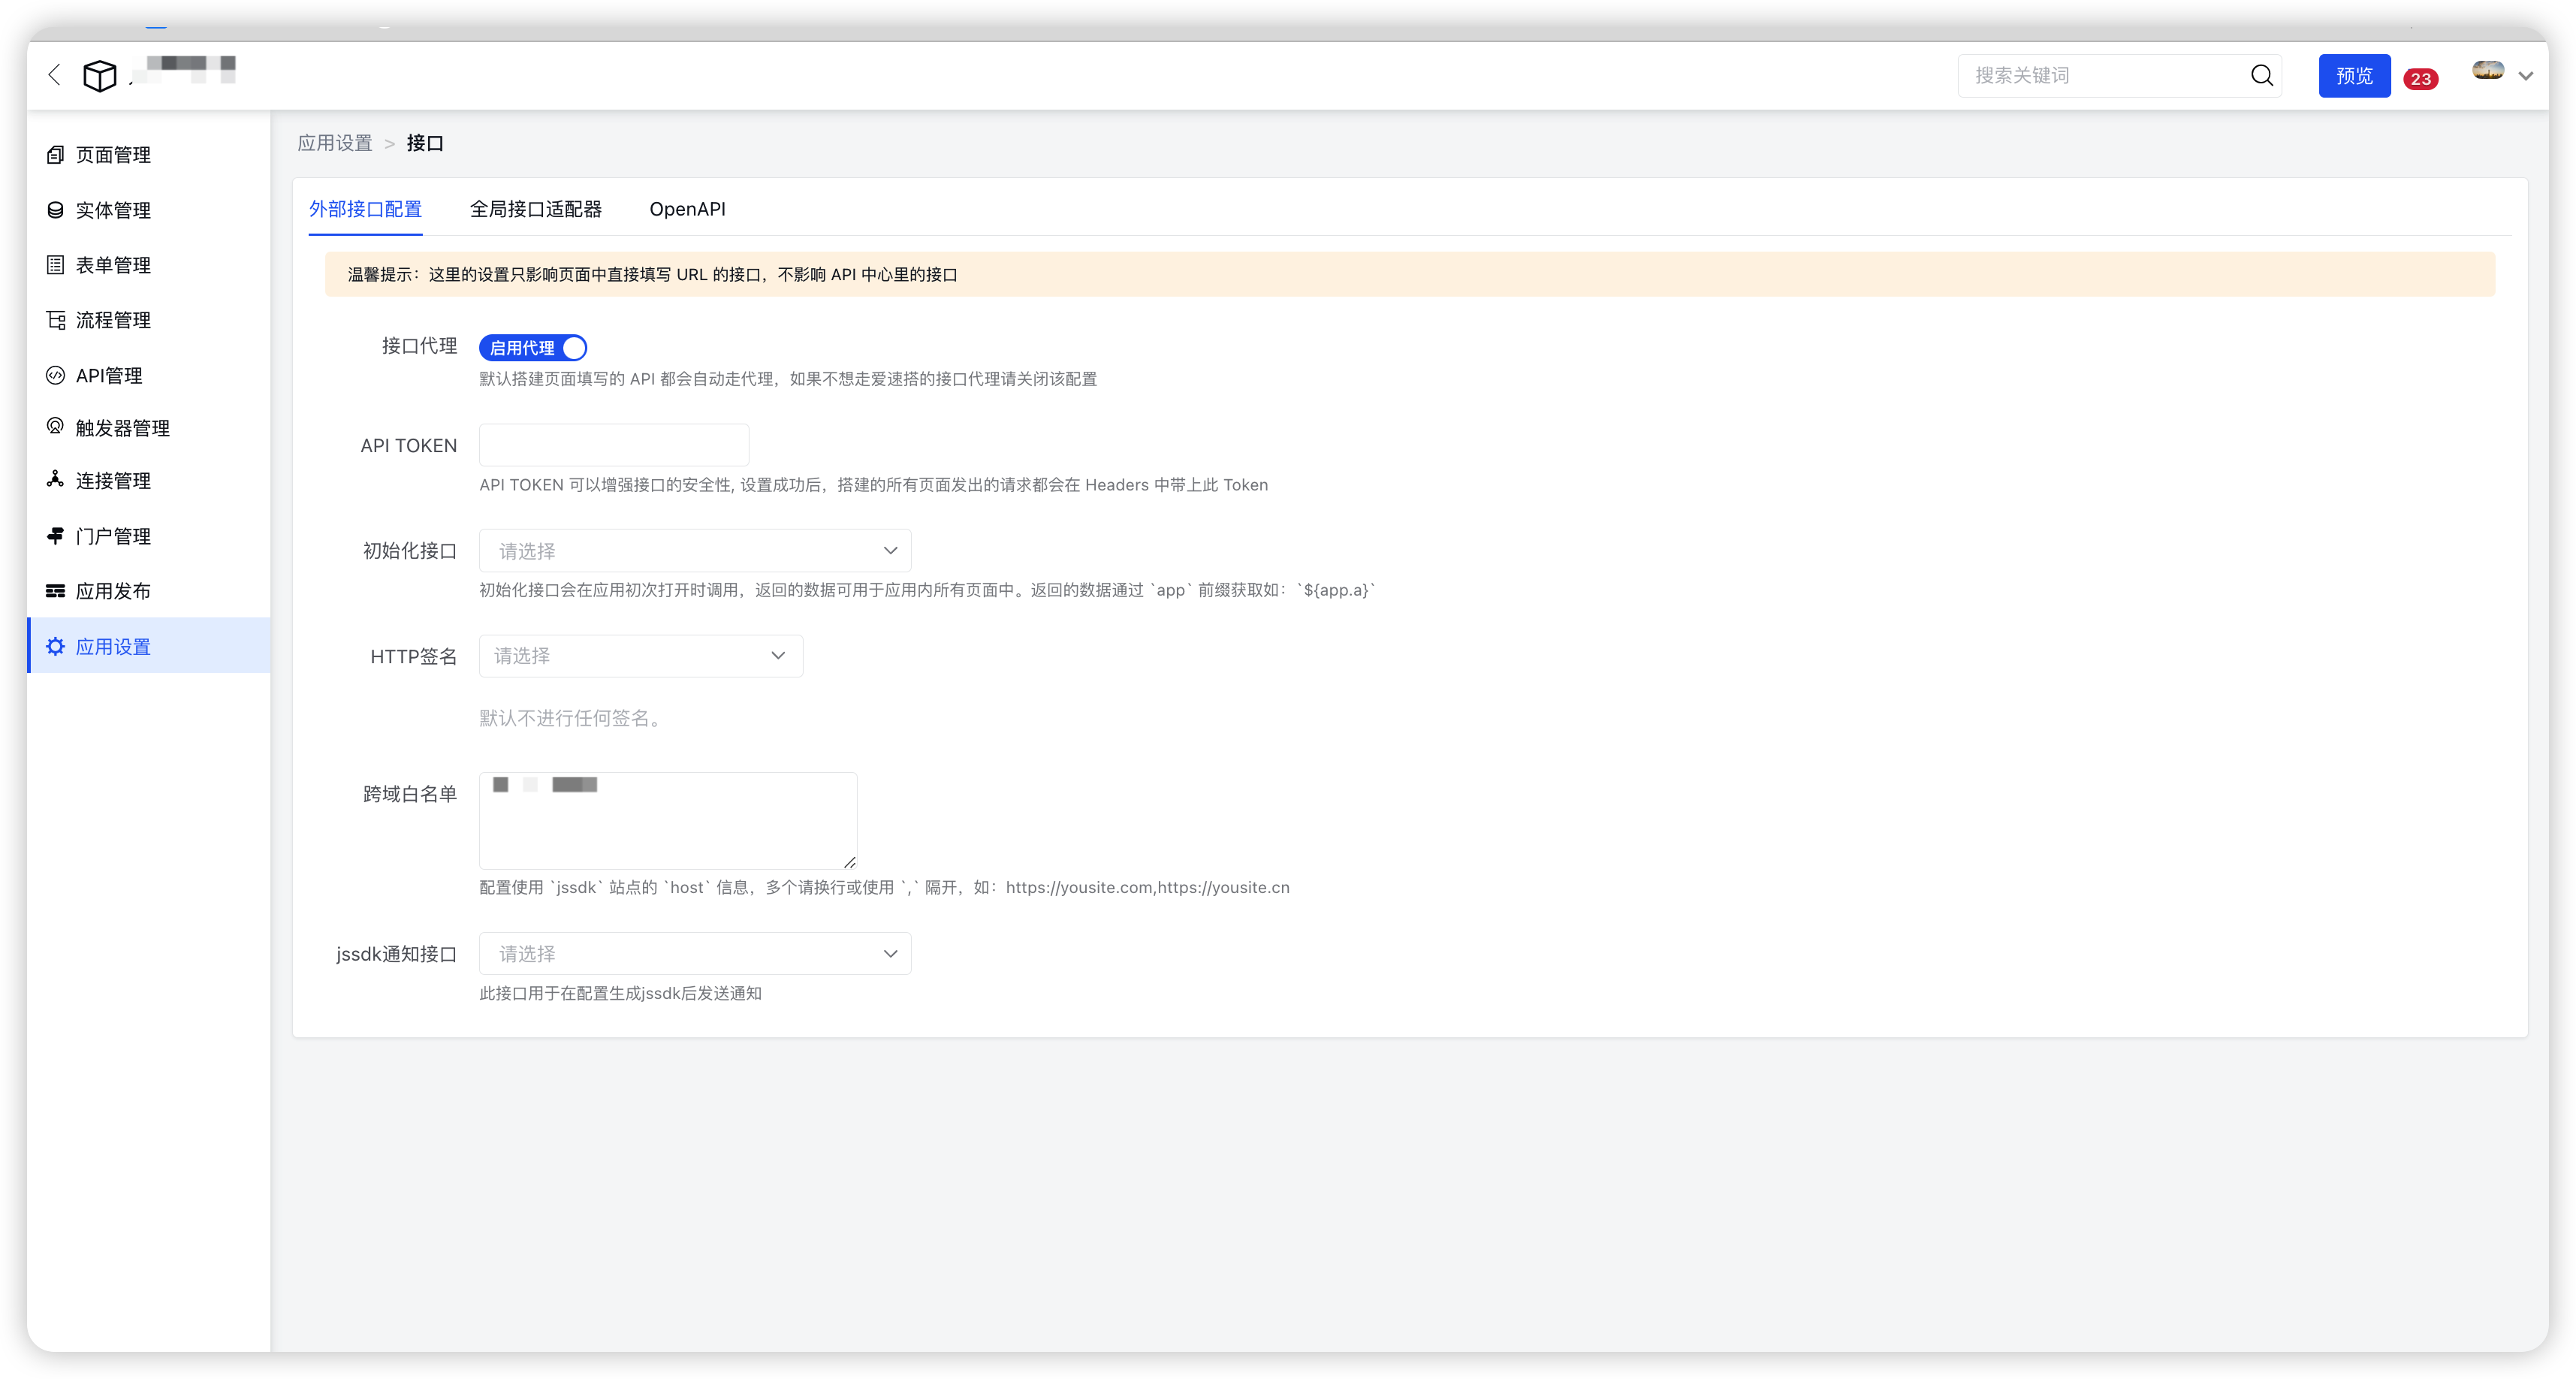 搜索关键词
预览
23
页面管理
实体管理
表单管理
流程管理
API管理
触发器管理
连接管理
门户管理
应用发布
应用设置
应用设置 > 接口
外部接口配置 全局接口适配器 OpenAPI
温馨提示：这里的设置只影响页面中直接填写 URL 的接口，不影响 API 中心里的接口
接口代理 启用代理
默认搭建页面填写的 API 都会自动走代理，如果不想走爱速搭的接口代理请关闭该配置
API TOKEN
API TOKEN 可以增强接口的安全性, 设置成功后，搭建的所有页面发出的请求都会在 Headers 中带上此 Token
初始化接口 请选择
初始化接口会在应用初次打开时调用，返回的数据可用于应用内所有页面中。返回的数据通过 `app` 前缀获取如：`${app.a}`
HTTP签名 请选择
默认不进行任何签名。
跨域白名单
配置使用 `jssdk` 站点的 `host` 信息，多个请换行或使用 `,` 隔开，如：https://yousite.com,https://yousite.cn
jssdk通知接口 请选择
此接口用于在配置生成jssdk后发送通知